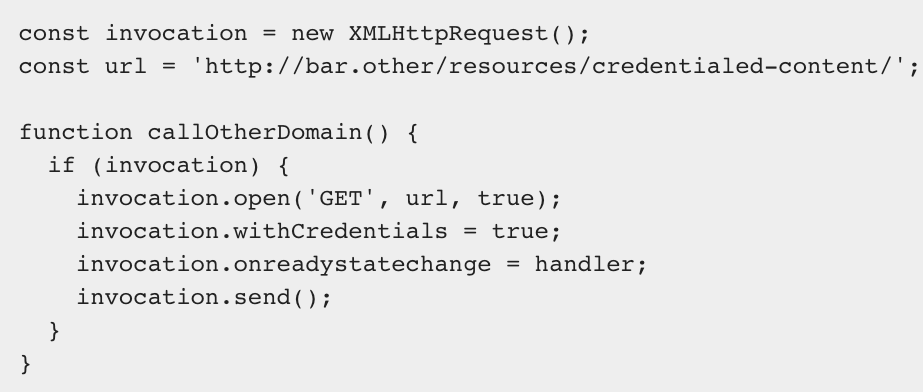 const invocation = new XMLHttpRequest();
const url = 'http://bar.other/resources/credentialed-content/';

function callOtherDomain() {
  if (invocation) {
    invocation.open('GET', url, true);
    invocation.withCredentials = true;
    invocation.onreadystatechange = handler;
    invocation.send();
  }
}